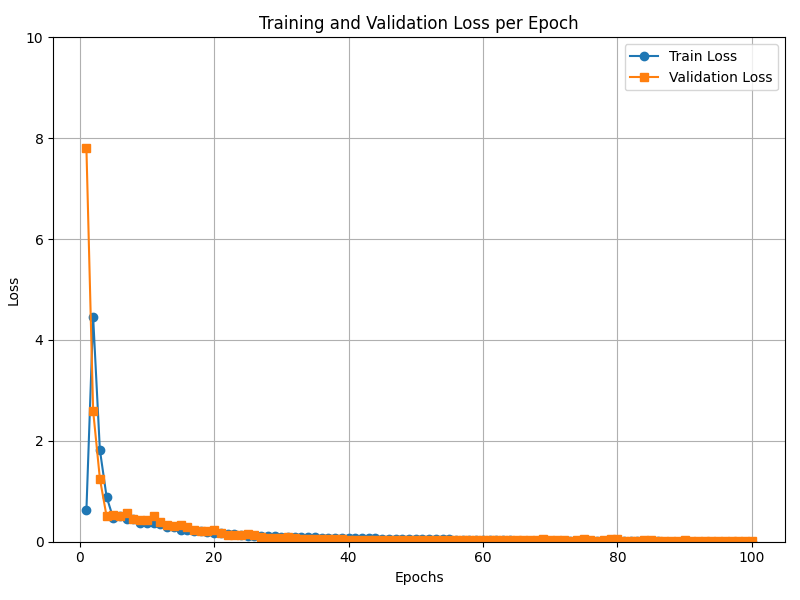 Training and Validation Loss per Epoch
10
Train Loss
Validation Loss
8
6
Loss
4
2
0
0 20 40 60 80 100
Epochs